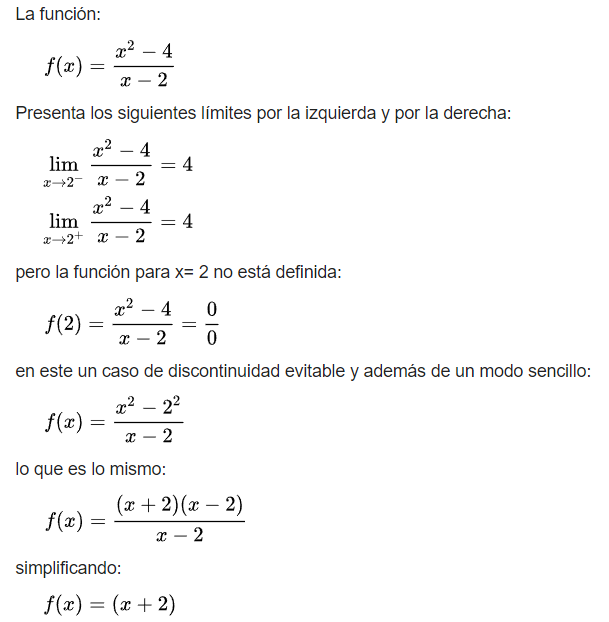 La función:
f(x) = \frac{x^2 - 4}{x - 2}
Presenta los siguientes límites por la izquierda y por la derecha:
\lim_{x \to 2^-} \frac{x^2 - 4}{x - 2} = 4
\lim_{x \to 2^+} \frac{x^2 - 4}{x - 2} = 4
pero la función para x= 2 no está definida:
f(2) = \frac{x^2 - 4}{x - 2} = \frac{0}{0}
en este un caso de discontinuidad evitable y además de un modo sencillo:
f(x) = \frac{x^2 - 2^2}{x - 2}
lo que es lo mismo:
f(x) = \frac{(x + 2)(x - 2)}{x - 2}
simplificando:
f(x) = (x + 2)